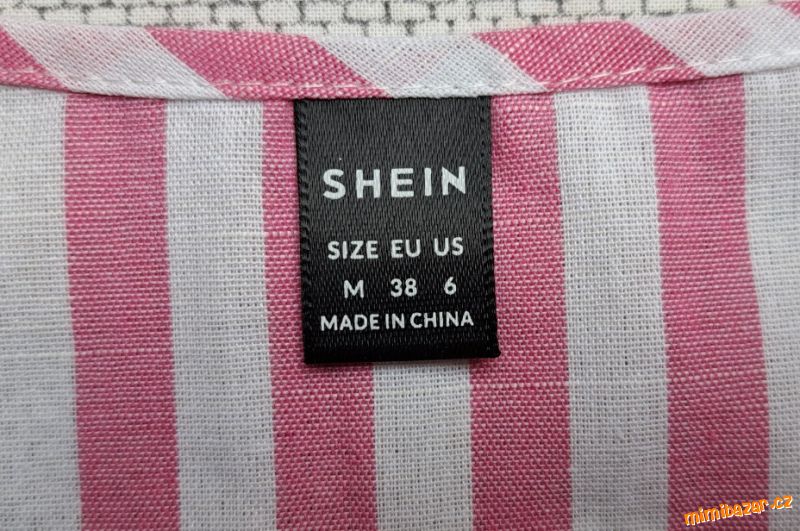 SHEIN
SIZE EU US
M 38 6
MADE IN CHINA
mimibazar.cz